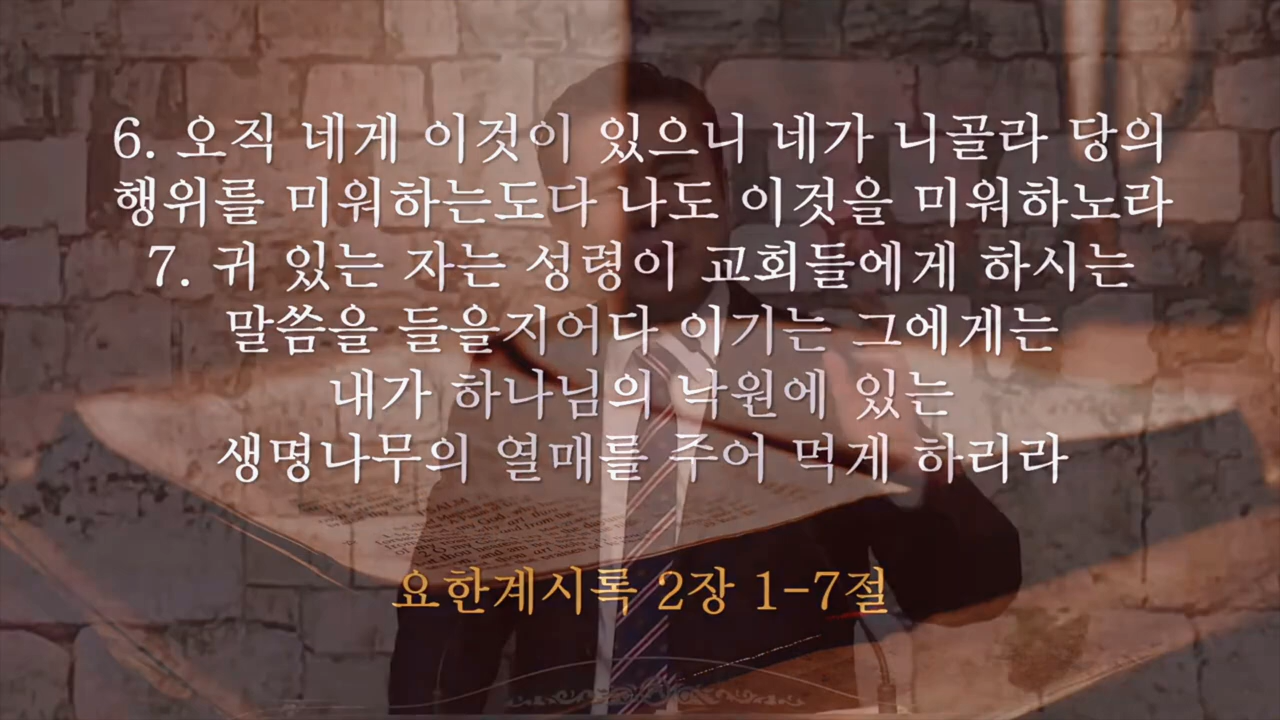 6. 오직 네게 이것이 있으니 네가 니골라 당의
행위를 미워하는도다 나도 이것을 미워하노라
7. 귀 있는 자는 성령이 교회들에게 하시는
말씀을 들을지어다 이기는 그에게는
내가 하나님의 낙원에 있는
생명나무의 열매를 주어 먹게 하리라
요한계시록 2장 1-7절